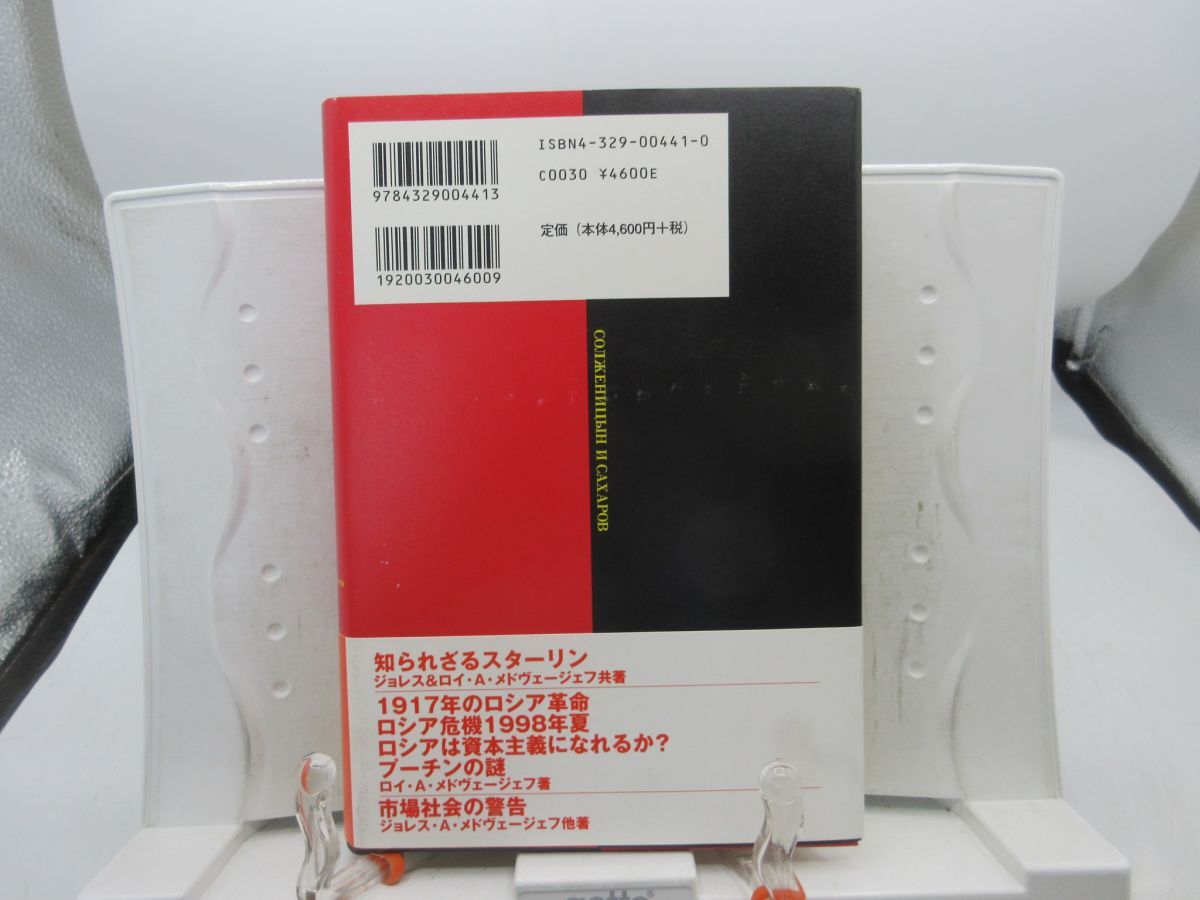 ISBN4-329-00441-0
C0030 ¥4600E
9784329004413
定価（本体4,600円＋税）
1920030046009
СОЛЖЕНИЦЫН И САХАРОВ
知られざるスターリン
ジョレス&ロイ・A・メドヴェージェフ共著
1917年のロシア革命
ロシア危機1998年夏
ロシアは資本主義になれるか？
プーチンの謎
ロイ・A・メドヴェージェフ著
市場社会の警告
ジョレス・A・メドヴェージェフ他著